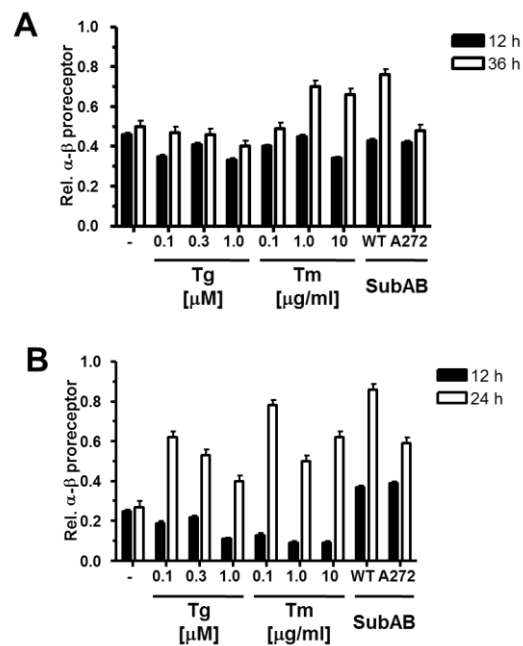 A
12 h
36 h
Rel. α-β proreceptor
1.0
0.8
0.6
0.4
0.2
0.0
- 0.1 0.3 1.0 0.1 1.0 10 WT A272
Tg Tm SubAB
[μM] [μg/ml]
B
12 h
24 h
Rel. α-β proreceptor
1.0
0.8
0.6
0.4
0.2
0.0
- 0.1 0.3 1.0 0.1 1.0 10 WT A272
Tg Tm SubAB
[μM] [μg/ml]